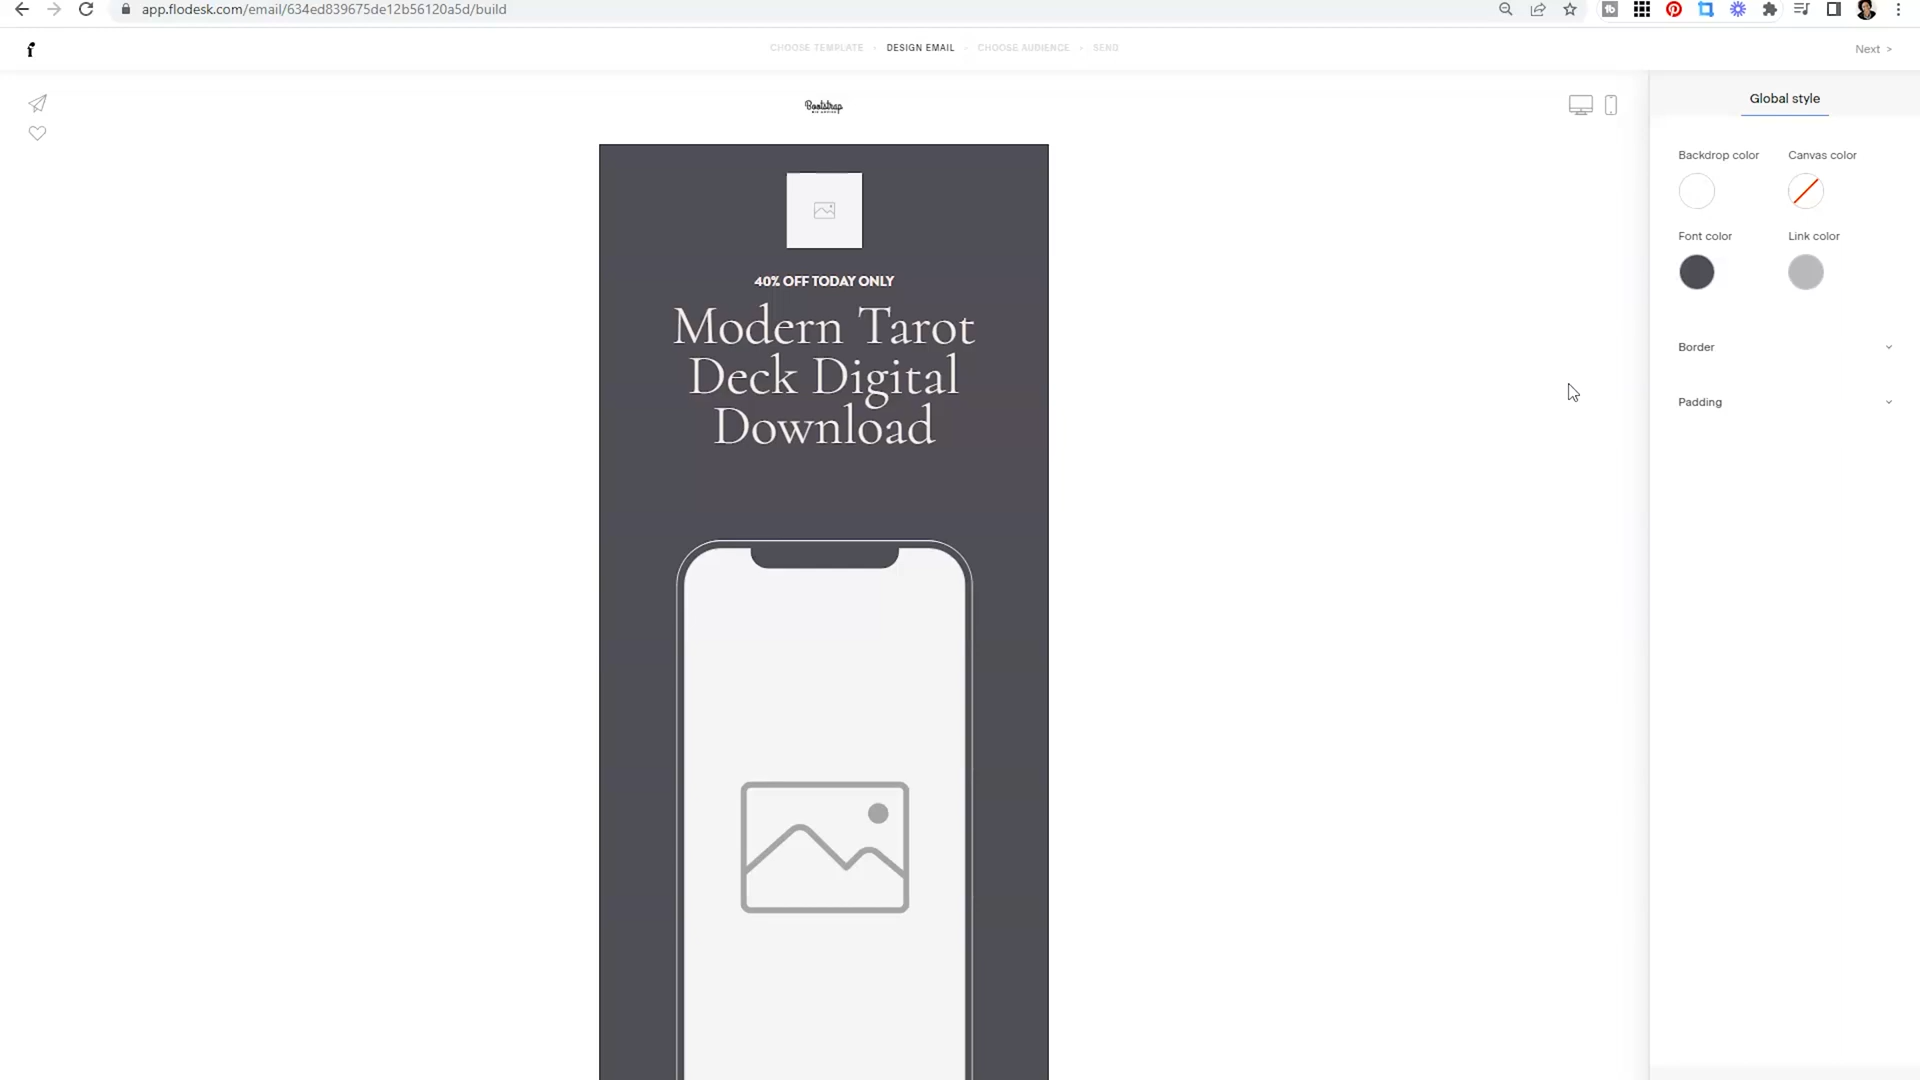 app.flodesk.com/email/634ed839675de12b56120a5d/build
CHOOSE TEMPLATE · DESIGN EMAIL · CHOOSE AUDIENCE · SEND
Next >
Bootstrap
Global style
Backdrop color Canvas color
Font color Link color
Border
Padding
40% OFF TODAY ONLY
Modern Tarot
Deck Digital
Download